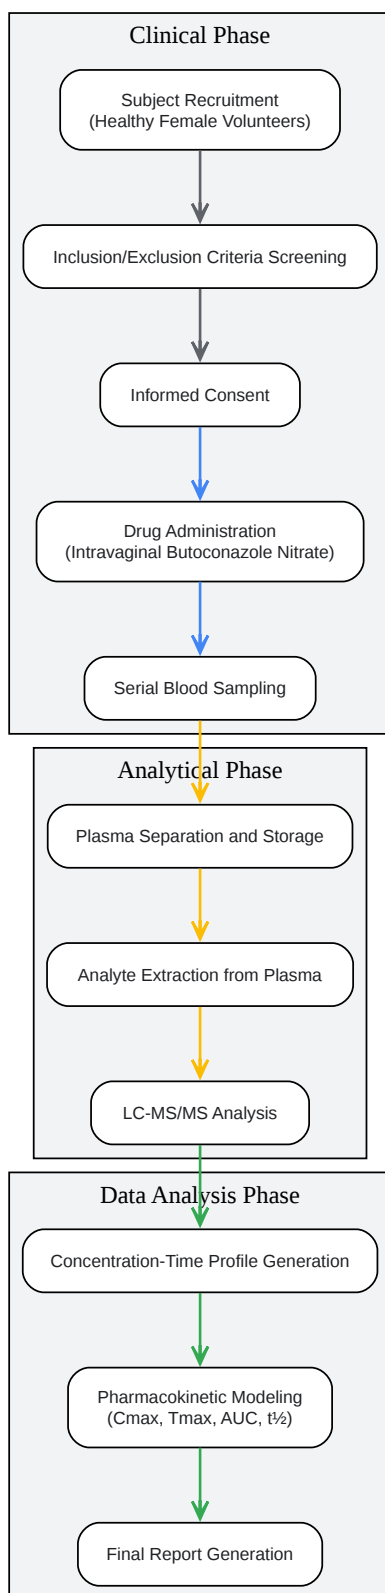 Clinical Phase
Subject Recruitment
(Healthy Female Volunteers)
Inclusion/Exclusion Criteria Screening
Informed Consent
Drug Administration
(Intravaginal Butoconazole Nitrate)
Serial Blood Sampling
Analytical Phase
Plasma Separation and Storage
Analyte Extraction from Plasma
LC-MS/MS Analysis
Data Analysis Phase
Concentration-Time Profile Generation
Pharmacokinetic Modeling
(Cmax, Tmax, AUC, t½)
Final Report Generation